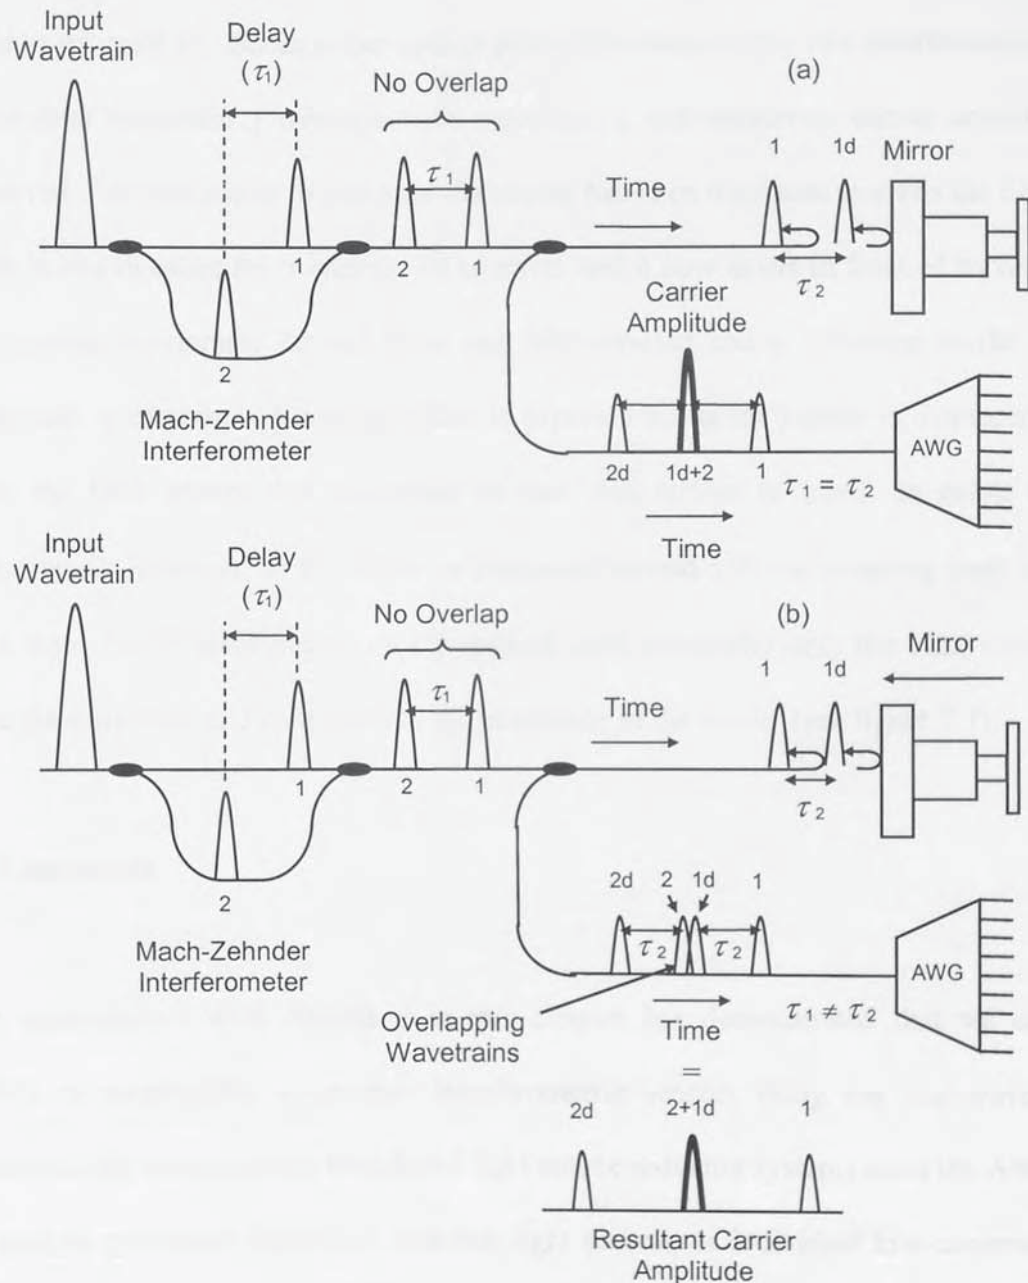 Input
Wavetrain
Delay
(τ₁)
No Overlap
(a)
τ₁
1
1d
Mirror
Time
2
1
1
τ₂
Carrier
Amplitude
2
Mach-Zehnder
Interferometer
2d
1d+2
1
τ₁ = τ₂
AWG
Time
Input
Wavetrain
Delay
(τ₁)
No Overlap
(b)
Mirror
τ₁
1
1d
Time
1
2
1
τ₂
2
2d
2
1d
1
τ₂
τ₂
Mach-Zehnder
Interferometer
AWG
τ₁ ≠ τ₂
Overlapping
Wavetrains
Time
=
2d
2+1d
1
Resultant Carrier
Amplitude